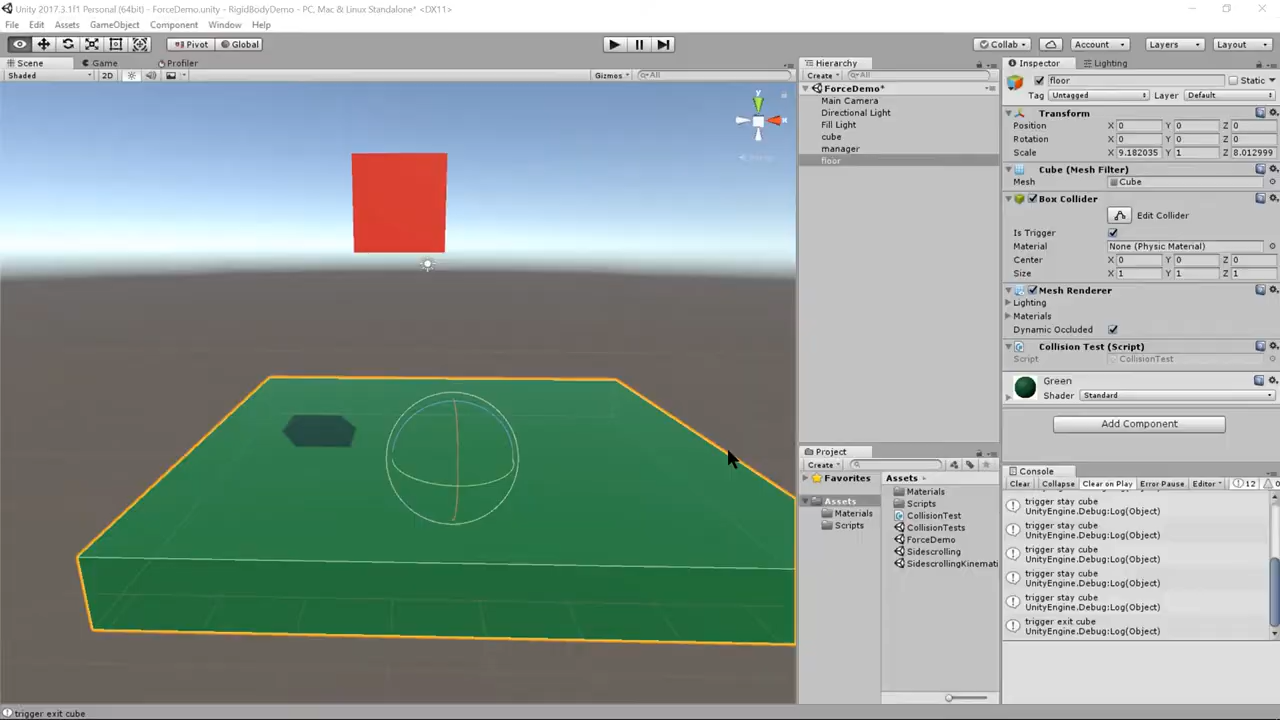 Unity 2017.3.1f1 Personal (64bit) - ForceDemo.unity - RigidBodyDemo - PC, Mac & Linux Standalone* <DX11>
File Edit Assets GameObject Component Window Help
Pivot Global Collab Account Layers Layout
Scene Game Profiler
Shaded 2D Gizmos All
Hierarchy
Create All
ForceDemo*
Main Camera
Directional Light
Fill Light
cube
manager
floor
Inspector Lighting
floor Static
Tag Untagged Layer Default
Transform
Position X 0 Y 0 Z 0
Rotation X 0 Y 0 Z 0
Scale X 9.182035 Y 1 Z 8.012999
Cube (Mesh Filter)
Mesh Cube
Box Collider
Edit Collider
Is Trigger
Material None (Physic Material)
Center X 0 Y 0 Z 0
Size X 1 Y 1 Z 1
Mesh Renderer
Lighting
Materials
Dynamic Occluded
Collision Test (Script)
Script CollisionTest
Green
Shader Standard
Add Component
y
x
Project
Create
Favorites
Assets
Materials
Scripts
Assets
Materials
Scripts
CollisionTest
CollisionTests
ForceDemo
Sidescrolling
SidescrollingKinemati
Console
Clear Collapse Clear on Play Error Pause Editor 12 0
trigger stay cube
UnityEngine.Debug:Log(Object)
trigger stay cube
UnityEngine.Debug:Log(Object)
trigger stay cube
UnityEngine.Debug:Log(Object)
trigger stay cube
UnityEngine.Debug:Log(Object)
trigger stay cube
UnityEngine.Debug:Log(Object)
trigger exit cube
UnityEngine.Debug:Log(Object)
trigger exit cube